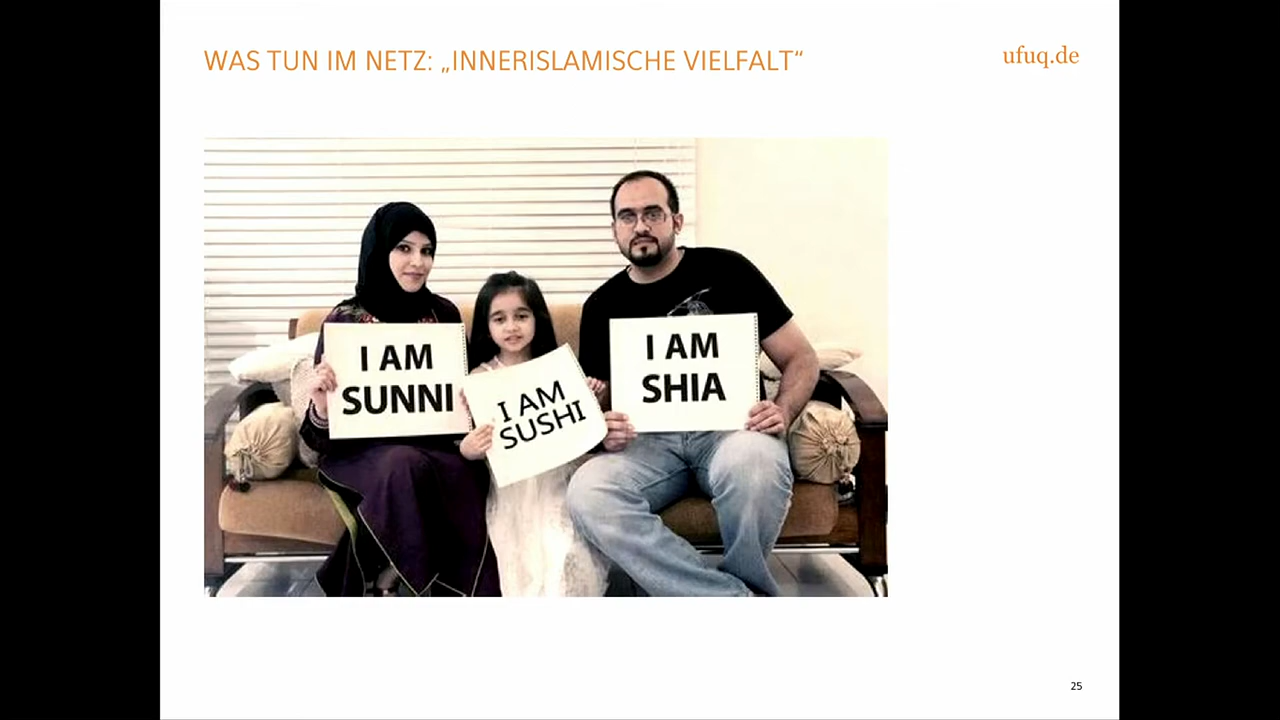 WAS TUN IM NETZ: „INNERISLAMISCHE VIELFALT“
ufuq.de
I AM
SUNNI
I AM
SUSHI
I AM
SHIA
25